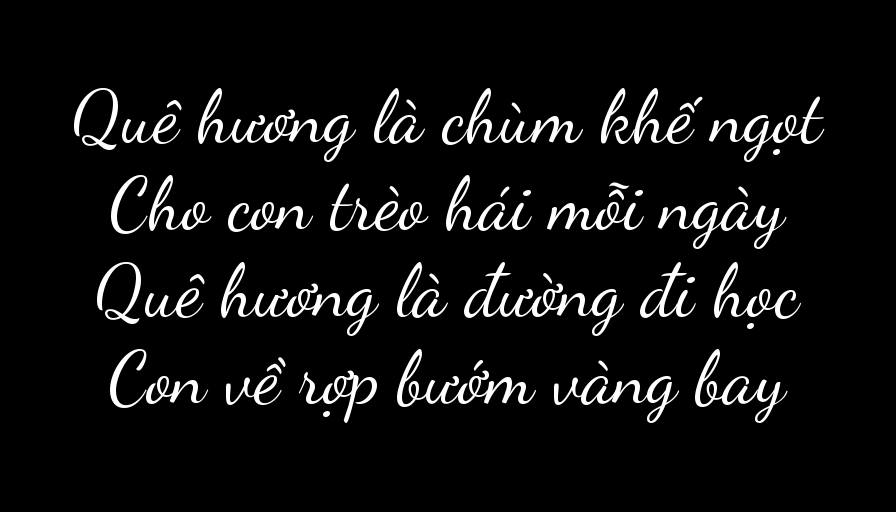 Quê hương là chùm khế ngọt
Cho con trèo hái mỗi ngày
Quê hương là đường đi học
Con về rợp bướm vàng bay